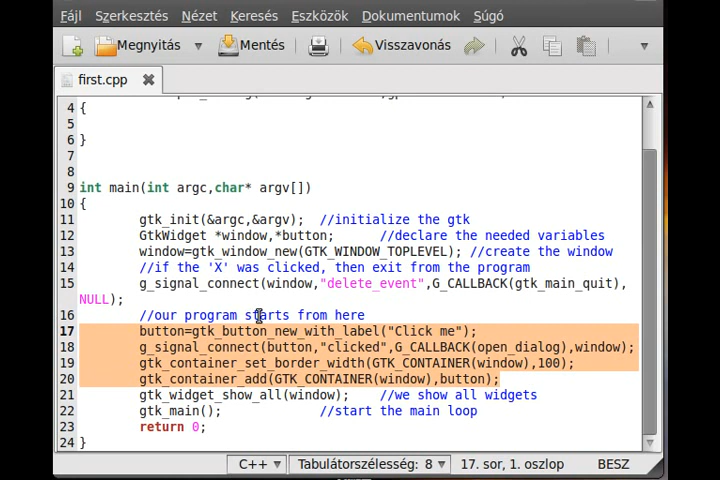 Fájl Szerkesztés Nézet Keresés Eszközök Dokumentumok Súgó
Megnyitás Mentés Visszavonás
first.cpp
4 {
5
6 }
7
8
9 int main(int argc,char* argv[])
10 {
11 gtk_init(&argc,&argv); //initialize the gtk
12 GtkWidget *window,*button; //declare the needed variables
13 window=gtk_window_new(GTK_WINDOW_TOPLEVEL); //create the window
14 //if the 'X' was clicked, then exit from the program
15 g_signal_connect(window,"delete_event",G_CALLBACK(gtk_main_quit),
NULL);
16 //our program starts from here
17 button=gtk_button_new_with_label("Click me");
18 g_signal_connect(button,"clicked",G_CALLBACK(open_dialog),window);
19 gtk_container_set_border_width(GTK_CONTAINER(window),100);
20 gtk_container_add(GTK_CONTAINER(window),button);
21 gtk_widget_show_all(window); //we show all widgets
22 gtk_main(); //start the main loop
23 return 0;
24 }
C++ Tabulátorszélesség: 8 17. sor, 1. oszlop BESZ